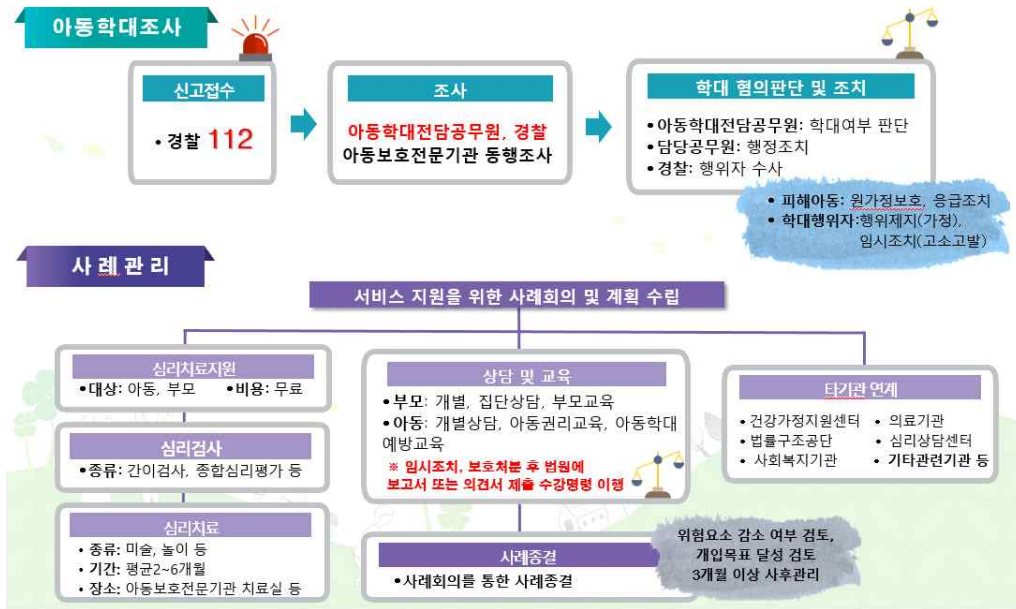 아동학대조사
신고접수
• 경찰 112
조사
아동학대전담공무원, 경찰
아동보호전문기관 동행조사
학대 혐의판단 및 조치
•아동학대전담공무원: 학대여부 판단
•담당공무원: 행정조치
•경찰: 행위자 수사
• 피해아동: 원가정보호, 응급조치
• 학대행위자:행위제지(가정),
임시조치(고소고발)
사례관리
서비스 지원을 위한 사례회의 및 계획 수립
심리치료지원
•대상: 아동, 부모 •비용: 무료
심리검사
•종류: 간이검사, 종합심리평가 등
심리치료
• 종류: 미술, 놀이 등
• 기간: 평균2~6개월
• 장소: 아동보호전문기관 치료실 등
상담 및 교육
•부모: 개별, 집단상담, 부모교육
•아동: 개별상담, 아동권리교육, 아동학대
예방교육
※ 임시조치, 보호처분 후 법원에
보고서 또는 의견서 제출 수강명령 이행
사례종결
•사례회의를 통한 사례종결
위험요소 감소 여부 검토,
개입목표 달성 검토
3개월 이상 사후관리
타기관 연계
• 건강가정지원센터 • 의료기관
• 법률구조공단 • 심리상담센터
• 사회복지기관 • 기타관련기관 등